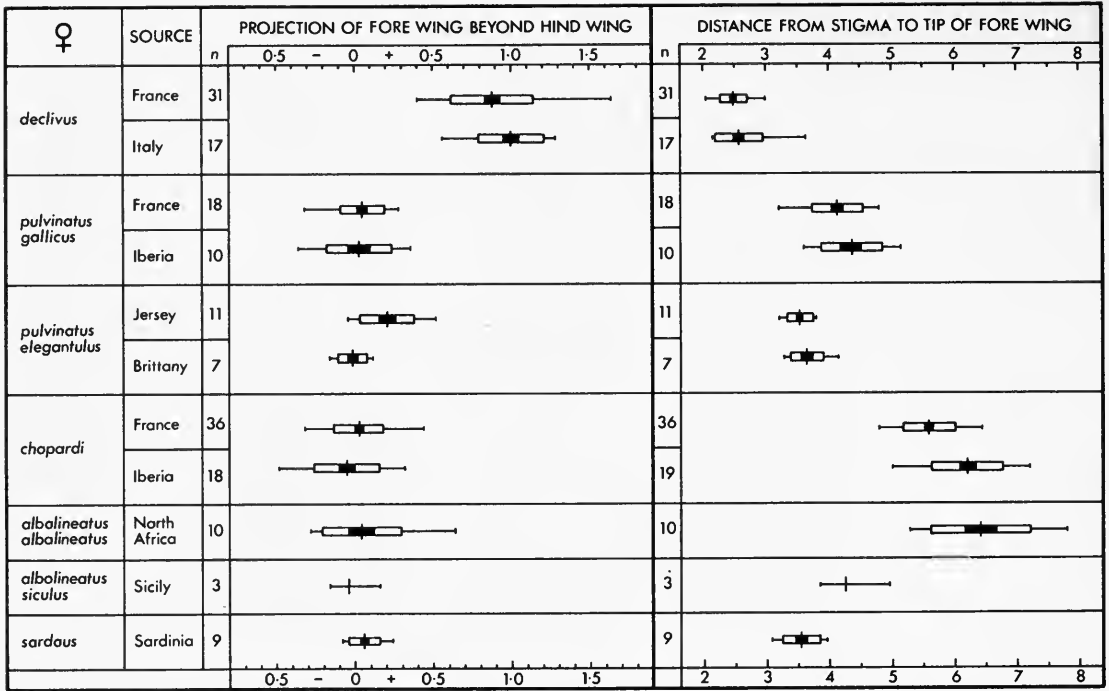 ♀ SOURCE n PROJECTION OF FORE WING BEYOND HIND WING n DISTANCE FROM STIGMA TO TIP OF FORE WING
0·5 – 0 + 0·5 1·0 1·5 2 3 4 5 6 7 8
declivus France 31 31
Italy 17 17
pulvinatus gallicus France 18 18
Iberia 10 10
pulvinatus elegantulus Jersey 11 11
Brittany 7 7
chopardi France 36 36
Iberia 18 19
albalineatus albalineatus North Africa 10 10
albolineatus siculus Sicily 3 3
sardous Sardinia 9 9
0·5 – 0 + 0·5 1·0 1·5 2 3 4 5 6 7 8